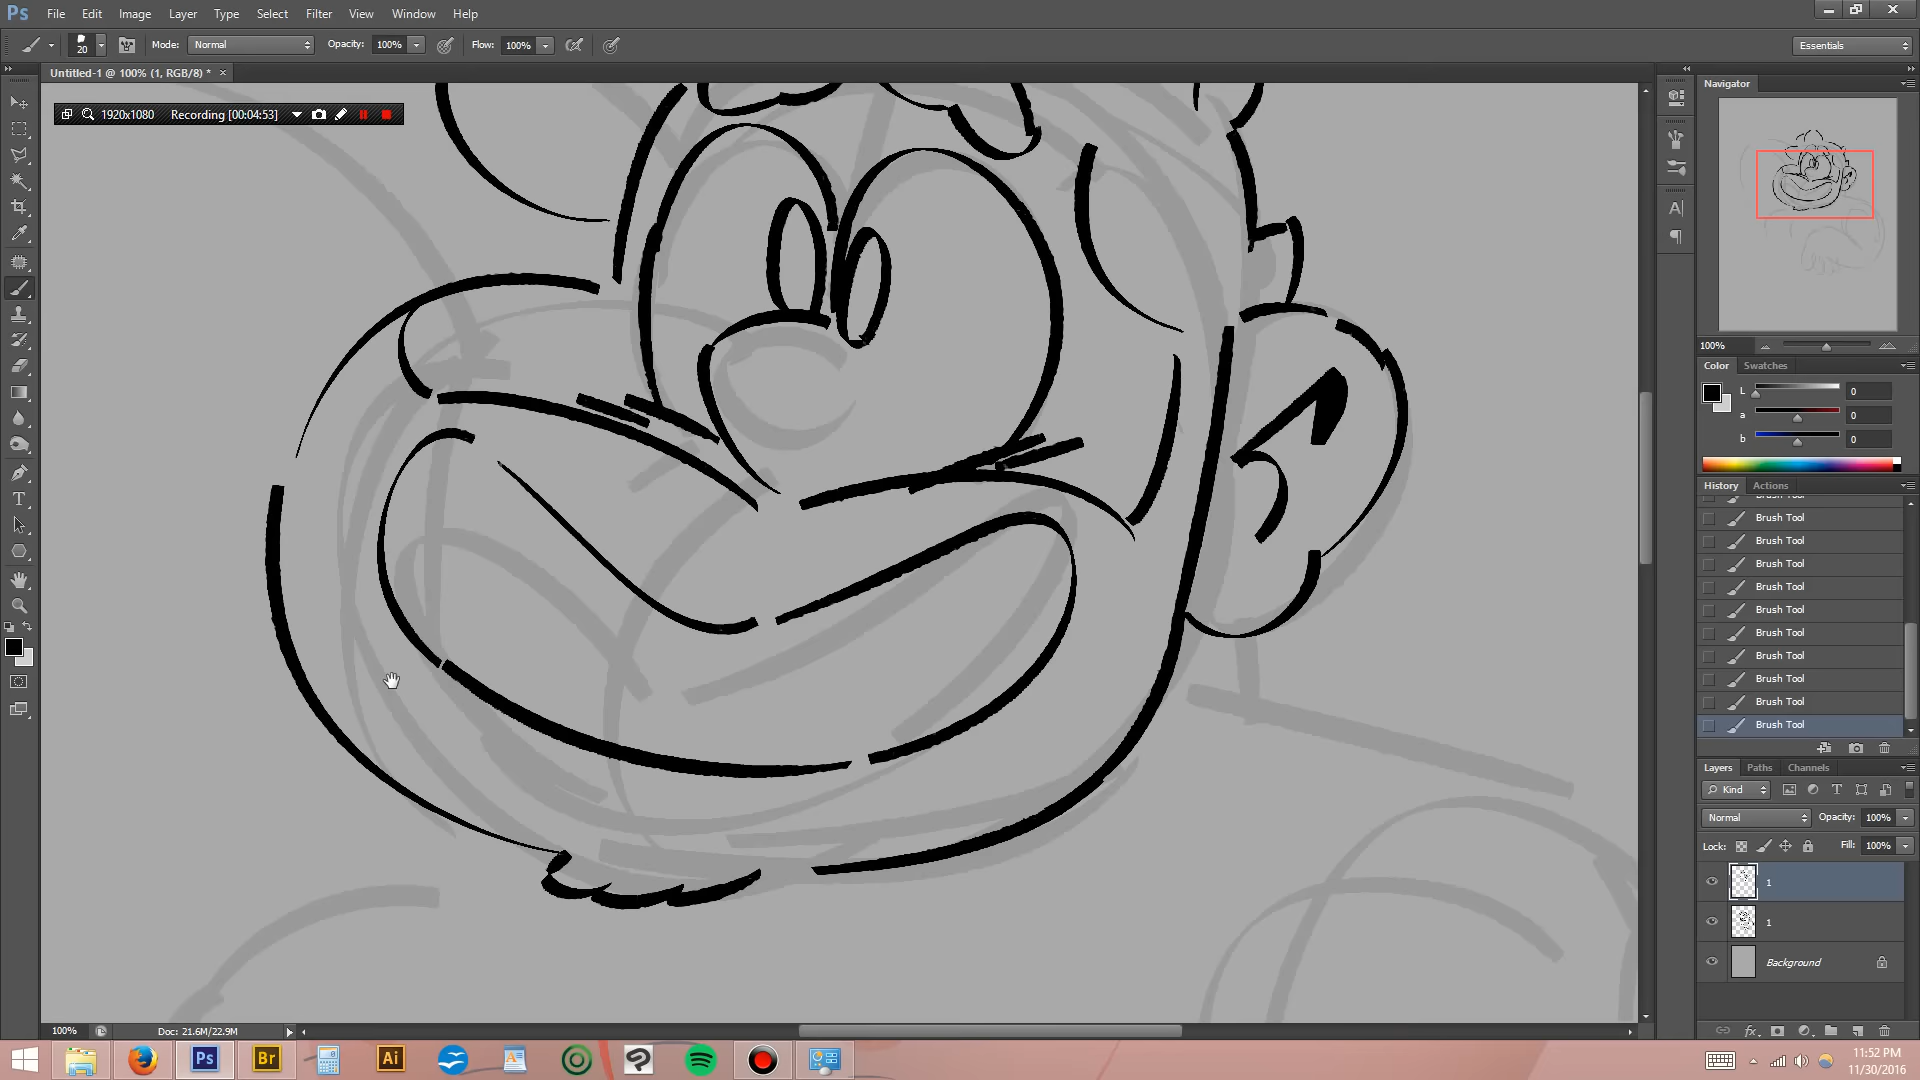 Ps File Edit Image Layer Type Select Filter View Window Help
20 Mode: Normal Opacity: 100% Flow: 100% Essentials
Untitled-1 @ 100% (1, RGB/8) * ×
1920x1080 Recording [00:04:53]
Navigator
100%
Color Swatches
L 0
a 0
b 0
History Actions
Brush Tool
Brush Tool
Brush Tool
Brush Tool
Brush Tool
Brush Tool
Brush Tool
Brush Tool
Brush Tool
Brush Tool
Brush Tool
Layers Paths Channels
Kind
Normal Opacity: 100%
Lock: Fill: 100%
1
1
Background
100% Doc: 21.6M/22.9M
Ps Br Ai
11:52 PM
11/30/2016